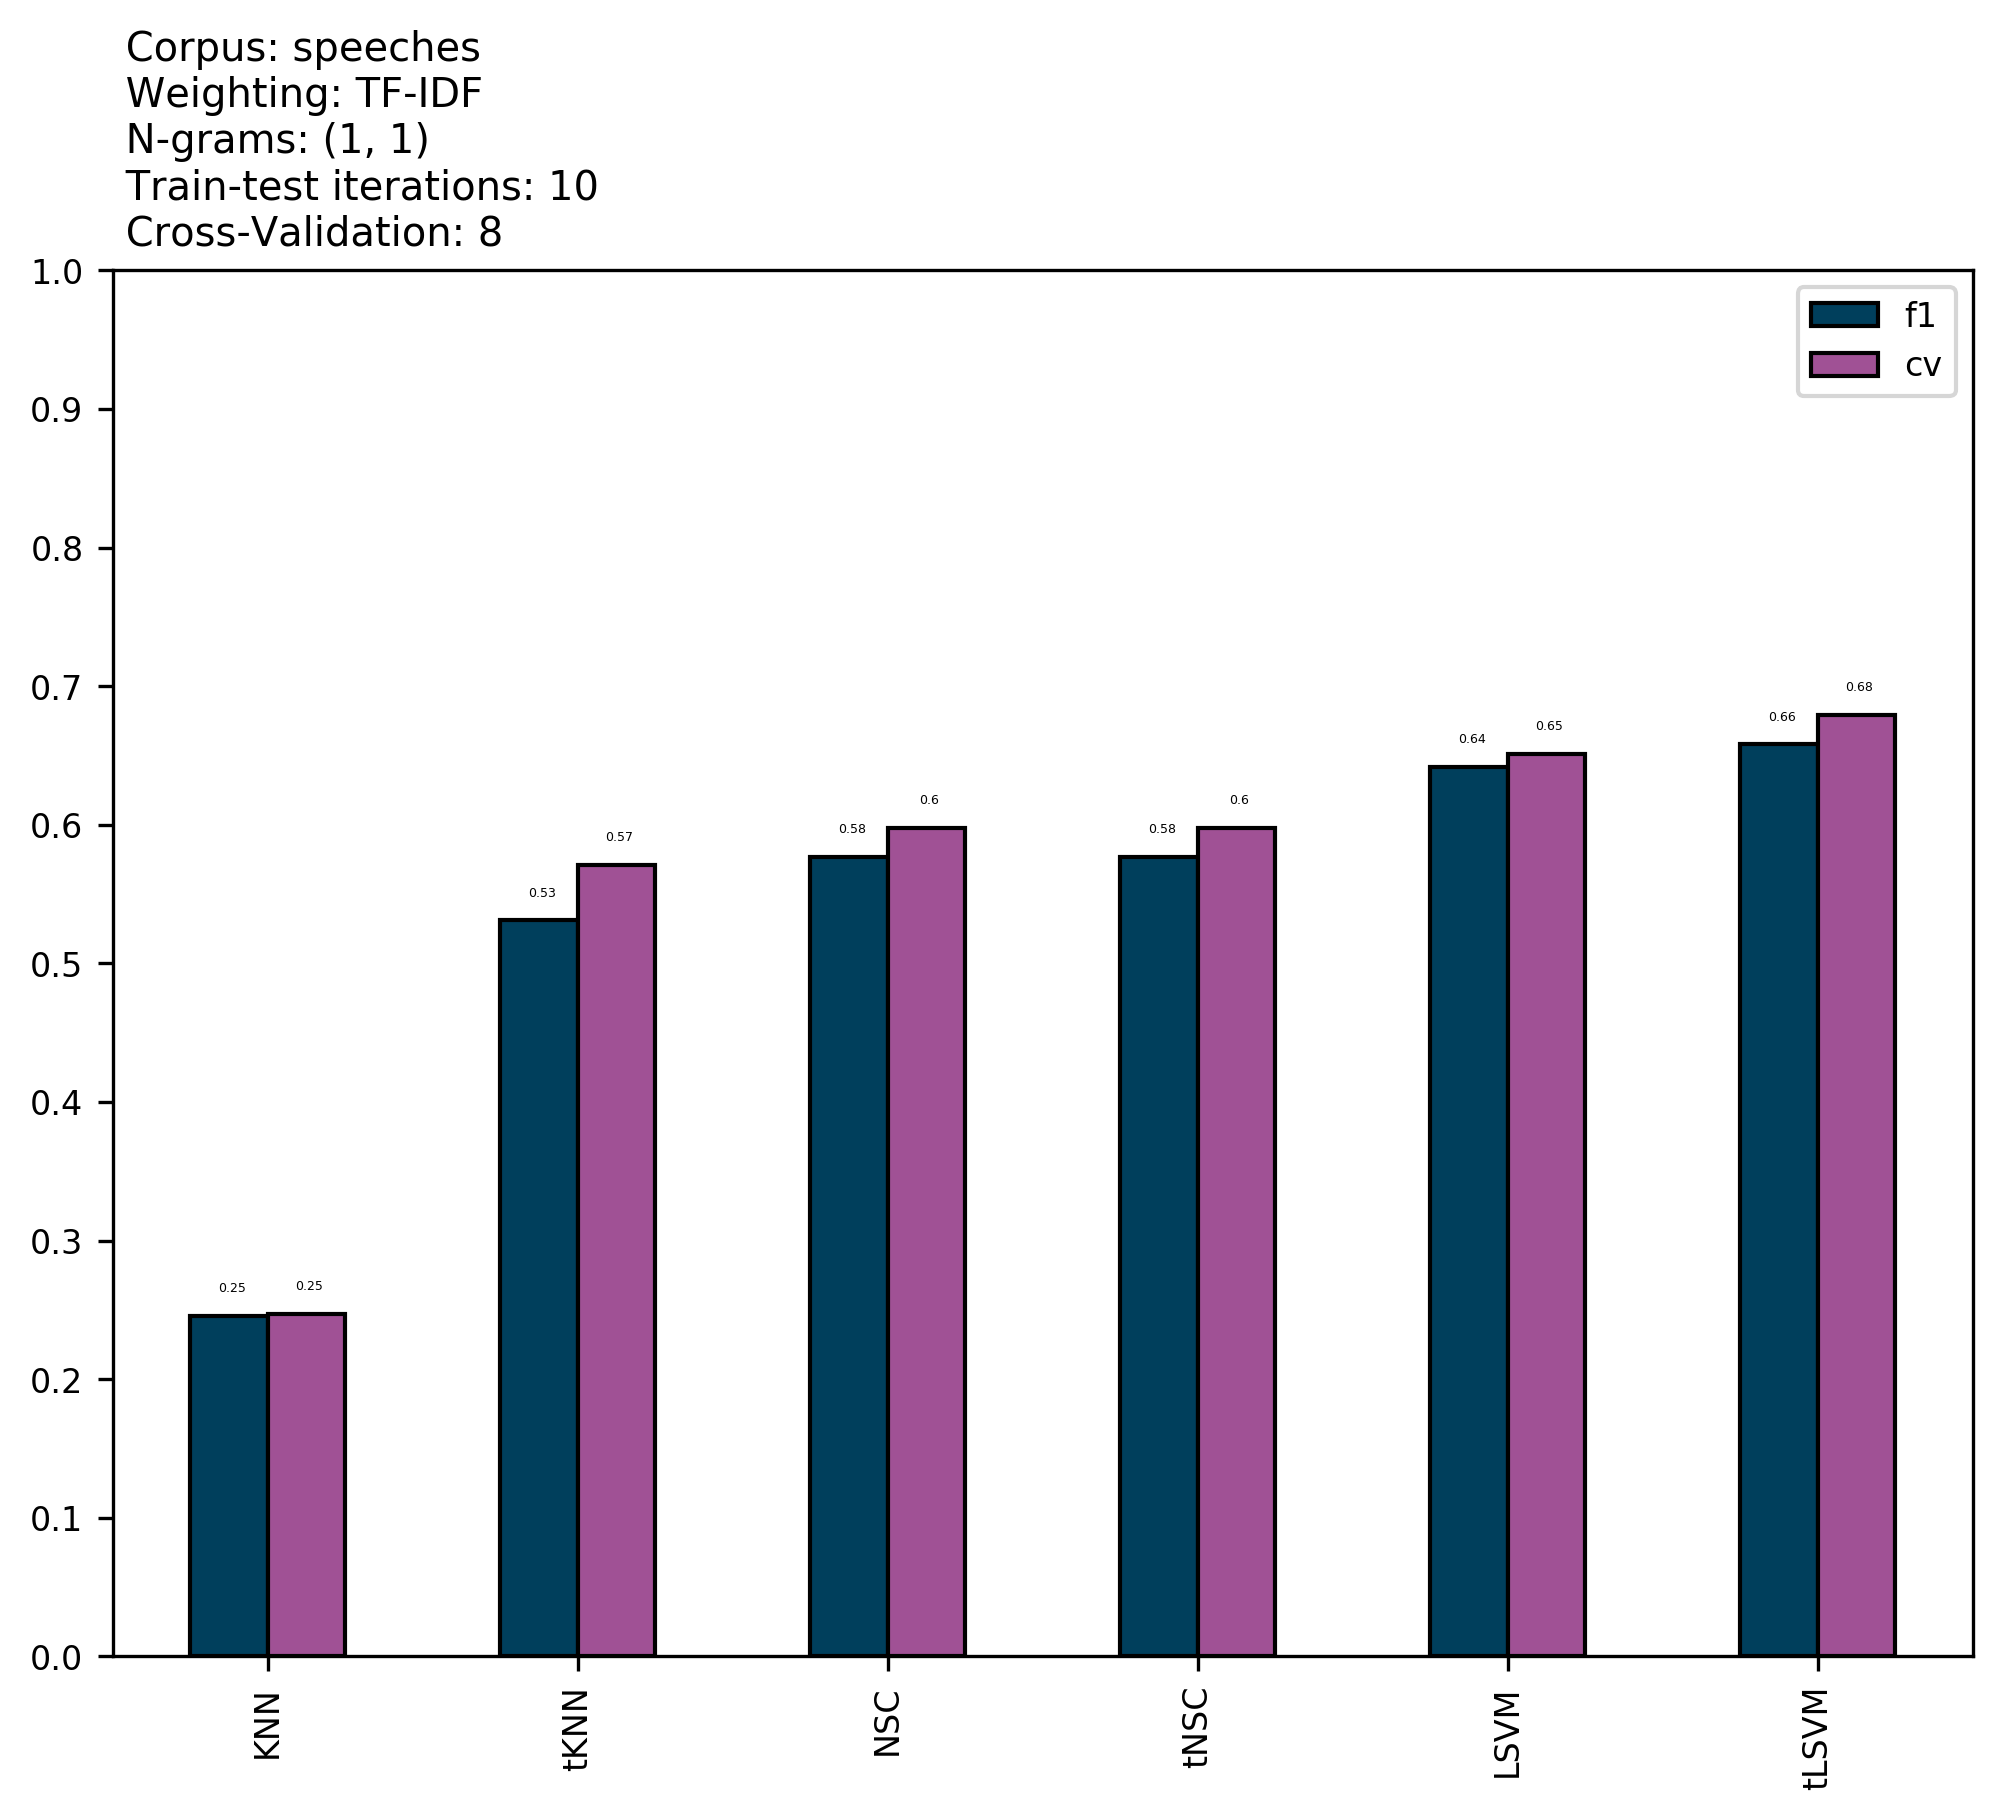 Corpus: speeches
Weighting: TF-IDF
N-grams: (1, 1)
Train-test iterations: 10
Cross-Validation: 8
1.0
0.9
0.8
0.7
0.6
0.5
0.4
0.3
0.2
0.1
0.0
f1
cv
0.25
0.25
0.53
0.57
0.58
0.6
0.58
0.6
0.64
0.65
0.66
0.68
KNN
tKNN
NSC
tNSC
LSVM
tLSVM